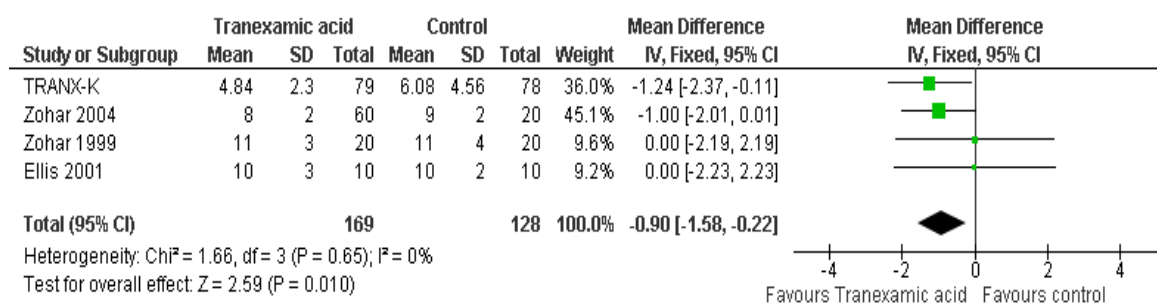 Tranexamic acid Control Mean Difference Mean Difference
Study or Subgroup Mean SD Total Mean SD Total Weight IV, Fixed, 95% CI IV, Fixed, 95% CI
TRANX-K 4.84 2.3 79 6.08 4.56 78 36.0% -1.24 [-2.37, -0.11]
Zohar 2004 8 2 60 9 2 20 45.1% -1.00 [-2.01, 0.01]
Zohar 1999 11 3 20 11 4 20 9.6% 0.00 [-2.19, 2.19]
Ellis 2001 10 3 10 10 2 10 9.2% 0.00 [-2.23, 2.23]
Total (95% CI) 169 128 100.0% -0.90 [-1.58, -0.22]
Heterogeneity: Chi² = 1.66, df = 3 (P = 0.65); I² = 0%
Test for overall effect: Z = 2.59 (P = 0.010)
-4 -2 0 2 4
Favours Tranexamic acid Favours control